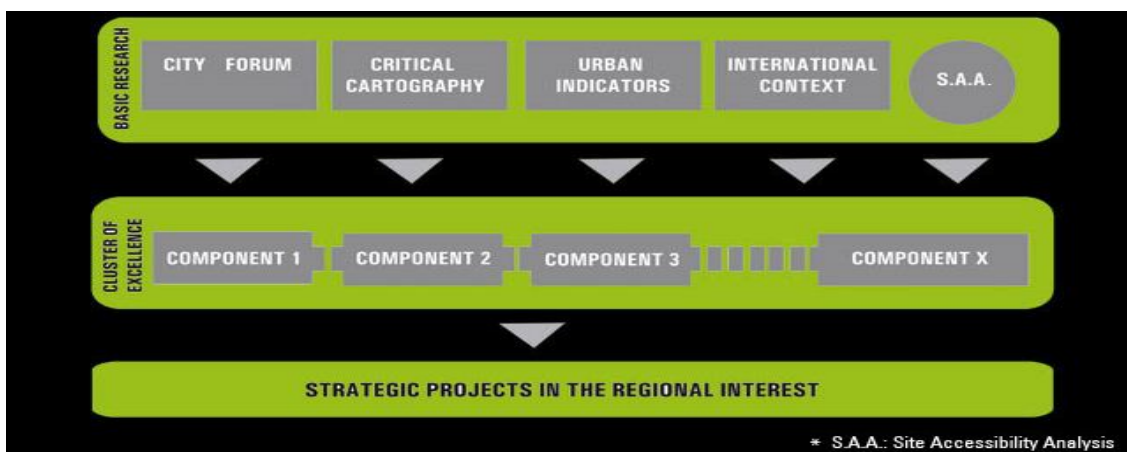 BASIC RESEARCH
CITY FORUM
CRITICAL
CARTOGRAPHY
URBAN
INDICATORS
INTERNATIONAL
CONTEXT
S.A.A.
CLUSTER OF
EXCELLENCE
COMPONENT 1
COMPONENT 2
COMPONENT 3
COMPONENT X
STRATEGIC PROJECTS IN THE REGIONAL INTEREST
* S.A.A.: Site Accessibility Analysis